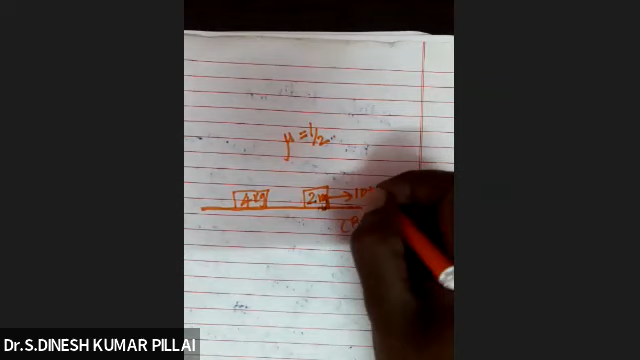 μ = 1/2
4 kg 2 kg →
Dr.S.DINESH KUMAR PILLAI